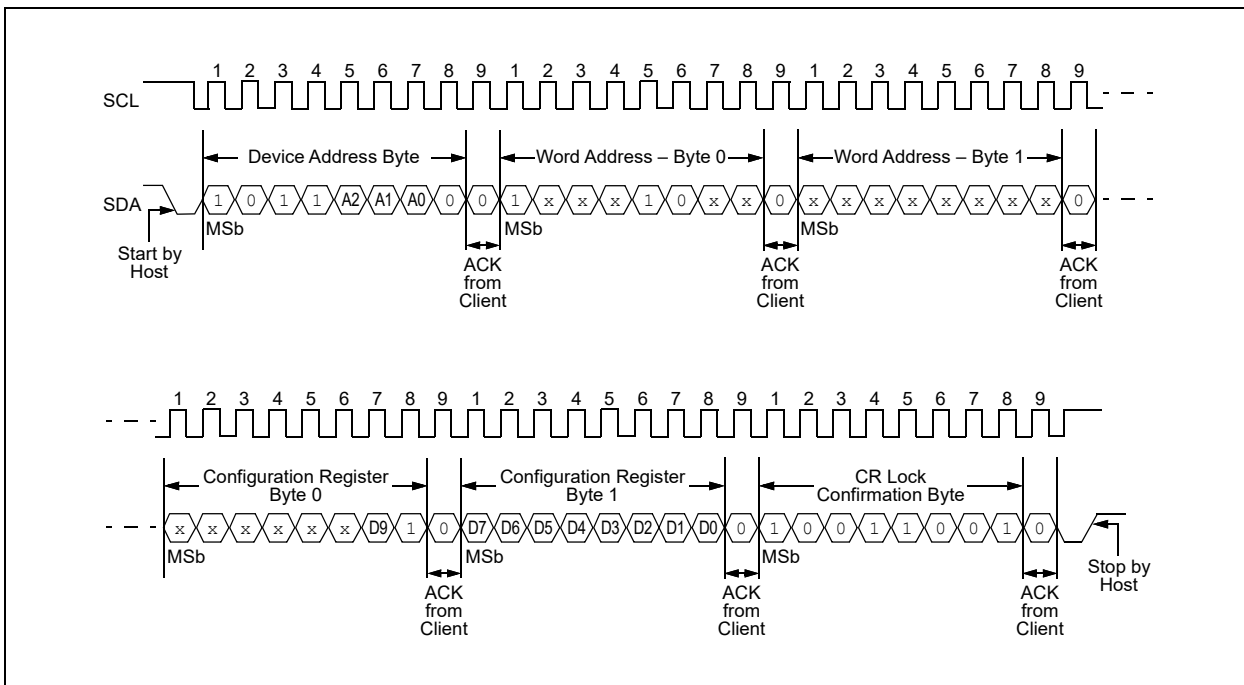 1 2 3 4 5 6 7 8 9 1 2 3 4 5 6 7 8 9 1 2 3 4 5 6 7 8 9
SCL
Device Address Byte
Word Address – Byte 0
Word Address – Byte 1
SDA
1 0 1 1 A2 A1 A0 0 0 1 x x x 1 0 x x 0 x x x x x x x x 0
MSb
MSb
MSb
Start by
Host
ACK
from
Client
ACK
from
Client
ACK
from
Client
1 2 3 4 5 6 7 8 9 1 2 3 4 5 6 7 8 9 1 2 3 4 5 6 7 8 9
Configuration Register
Byte 0
Configuration Register
Byte 1
CR Lock
Confirmation Byte
x x x x x x D9 1 0 D7 D6 D5 D4 D3 D2 D1 D0 0 1 0 0 1 1 0 0 1 0
MSb
MSb
MSb
ACK
from
Client
ACK
from
Client
ACK
from
Client
Stop by
Host